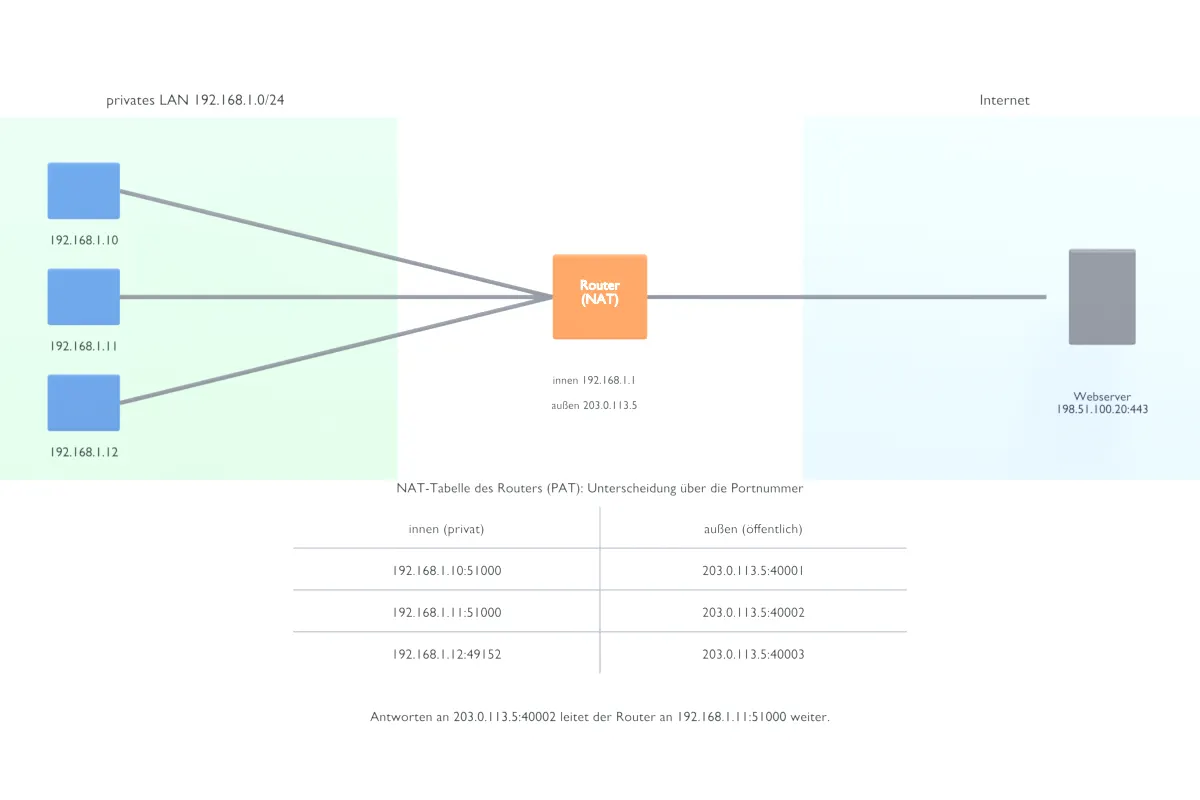 privates LAN 192.168.1.0/24
Internet
192.168.1.10
192.168.1.11
192.168.1.12
Router
(NAT)
innen 192.168.1.1
außen 203.0.113.5
Webserver
198.51.100.20:443
NAT-Tabelle des Routers (PAT): Unterscheidung über die Portnummer
innen (privat)
außen (öffentlich)
192.168.1.10:51000
203.0.113.5:40001
192.168.1.11:51000
203.0.113.5:40002
192.168.1.12:49152
203.0.113.5:40003
Antworten an 203.0.113.5:40002 leitet der Router an 192.168.1.11:51000 weiter.